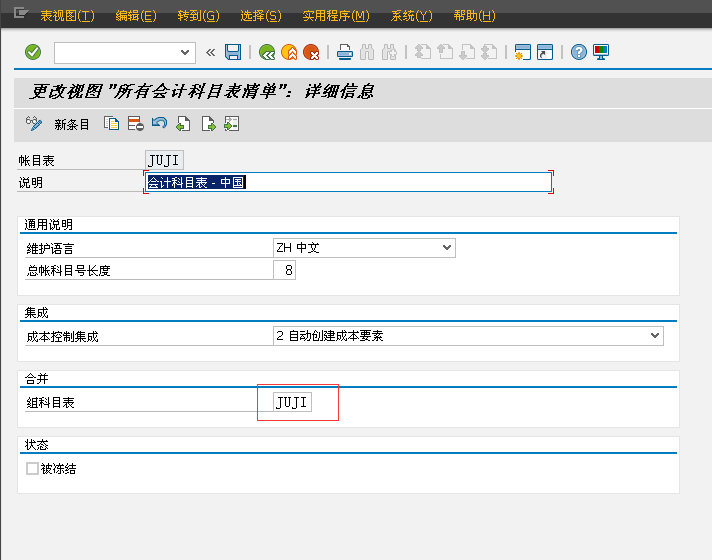 表视图(T) 编辑(E) 转到(G) 选择(S) 实用程序(M) 系统(Y) 帮助(H)
更改视图 "所有会计科目表清单"：详细信息
新条目
帐目表 JUJI
说明 会计科目表 - 中国
通用说明
维护语言 ZH 中文
总帐科目号长度 8
集成
成本控制集成 2 自动创建成本要素
合并
组科目表 JUJI
状态
被冻结